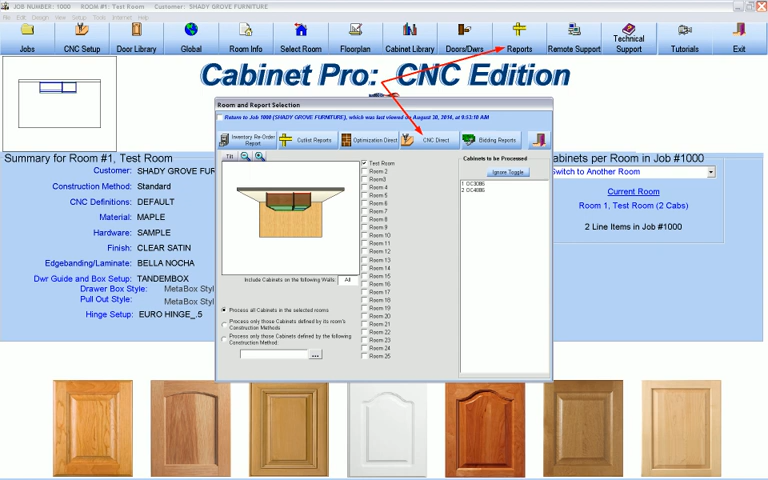 JOB NUMBER: 1000 ROOM #1: Test Room Customer: SHADY GROVE FURNITURE
File Edit Design View Setup Tools Internet Help
Jobs CNC Setup Door Library Global Room Info Select Room Floorplan Cabinet Library Doors/Dwrs Reports Remote Support Technical Support Tutorials Exit
Cabinet Pro: CNC Edition
Room and Report Selection
Return to Job 1000 (SHADY GROVE FURNITURE), which was last viewed on August 30, 2014, at 9:53:18 AM
Inventory Re-Order Report Cutlist Reports Optimization Direct CNC Direct Bidding Reports
Tilt
Test Room
Room 2
Room3
Room 4
Room 5
Room 6
Room 7
Room 8
Room 9
Room 10
Room 11
Room 12
Room 13
Room 14
Room 15
Room 16
Room 17
Room 18
Room 19
Room 20
Room 21
Room 22
Room 23
Room 24
Room 25
Include Cabinets on the following Walls: All
Process all Cabinets in the selected rooms
Process only those Cabinets defined by its room's
Construction Methods
Process only those Cabinets defined by the following
Construction Method:
...
Cabinets to be Processed
Ignore Toggle
Summary for Room #1, Test Room
Customer: SHADY GROVE FUR
Construction Method: Standard
CNC Definitions: DEFAULT
Material: MAPLE
Hardware: SAMPLE
Finish: CLEAR SATIN
Edgebanding/Laminate: BELLA NOCHA
Dwr Guide and Box Setup: TANDEMBOX
Drawer Box Style: MetaBox Styl
Pull Out Style: MetaBox Styl
Hinge Setup: EURO HINGE_.5
abinets per Room in Job #1000
Switch to Another Room
Current Room
Room 1, Test Room (2 Cabs)
2 Line Items in Job #1000